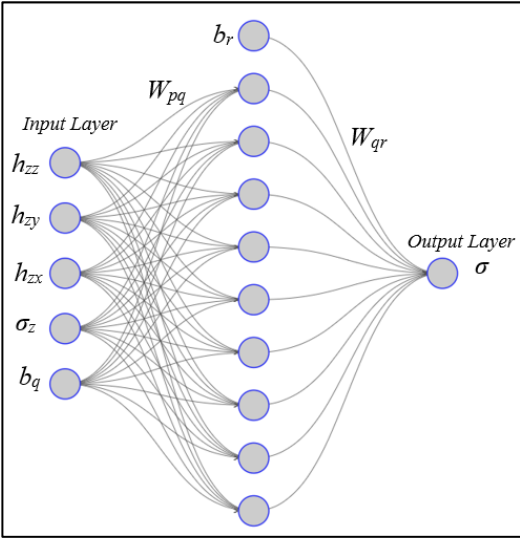 b_r
W_pq
Input Layer
W_qr
h_zz
h_zy
Output Layer
h_zx
σ
σ_z
b_q